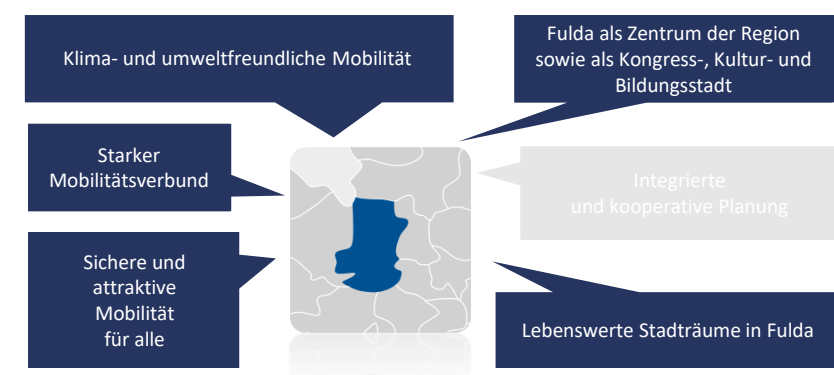 Klima- und umweltfreundliche Mobilität
Fulda als Zentrum der Region
sowie als Kongress-, Kultur- und
Bildungsstadt
Starker
Mobilitätsverbund
Integrierte
und kooperative Planung
Sichere und
attraktive
Mobilität
für alle
Lebenswerte Stadträume in Fulda